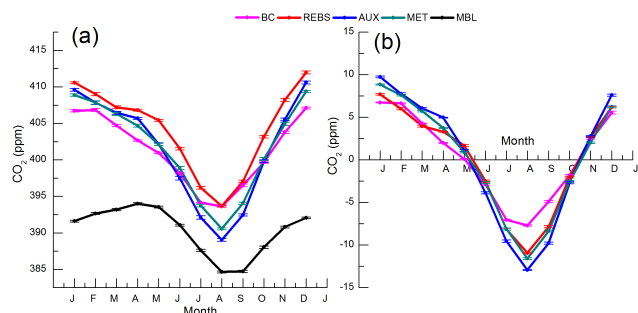 BC REBS AUX MET MBL
(a)
415
410
405
400
395
390
385
CO2 (ppm)
J F M A M J J A S O N D J
Month
(b)
15
10
5
0
-5
-10
-15
CO2 (ppm)
Month
J F M A M J J A S O N D J